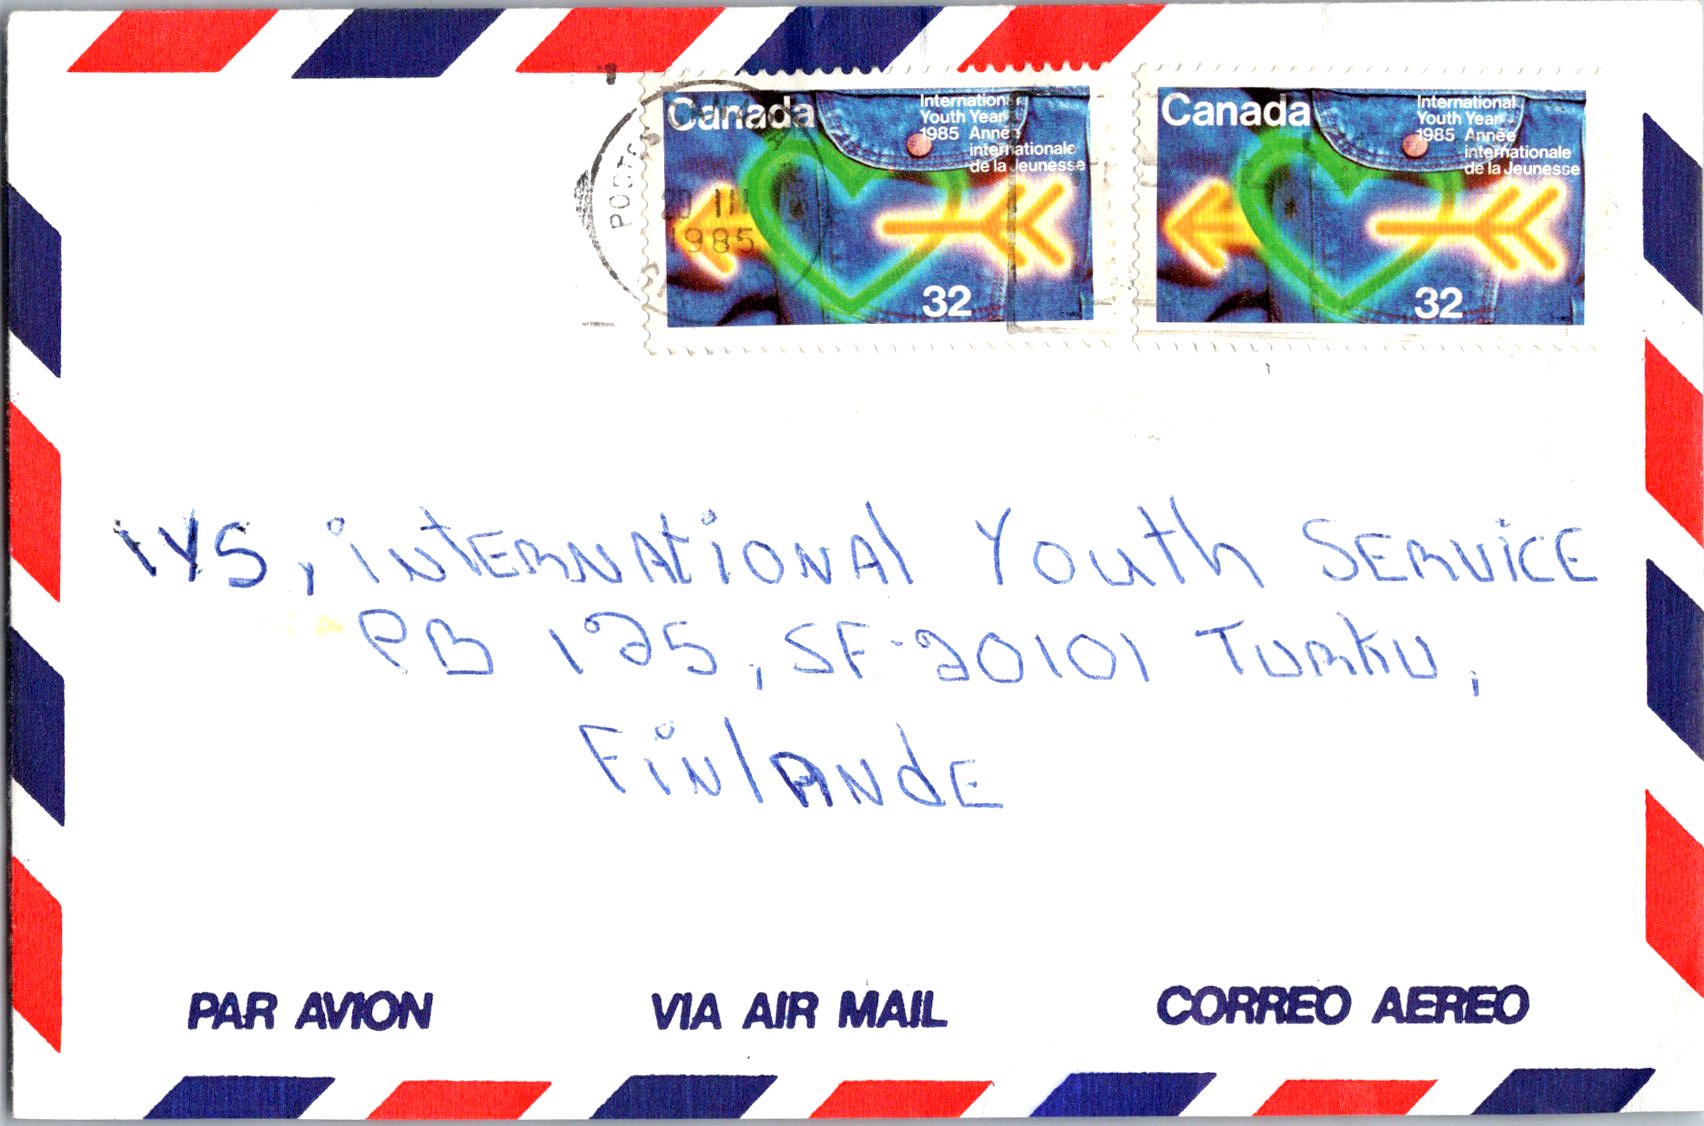 Canada
International
Youth Year
1985 Année
internationale
de la Jeunesse
32
Canada
International
Youth Year
1985 Année
internationale
de la Jeunesse
32
III
1985
IYS, International Youth Service
PB 125, SF-20101 Turku,
Finlande
PAR AVION VIA AIR MAIL CORREO AEREO